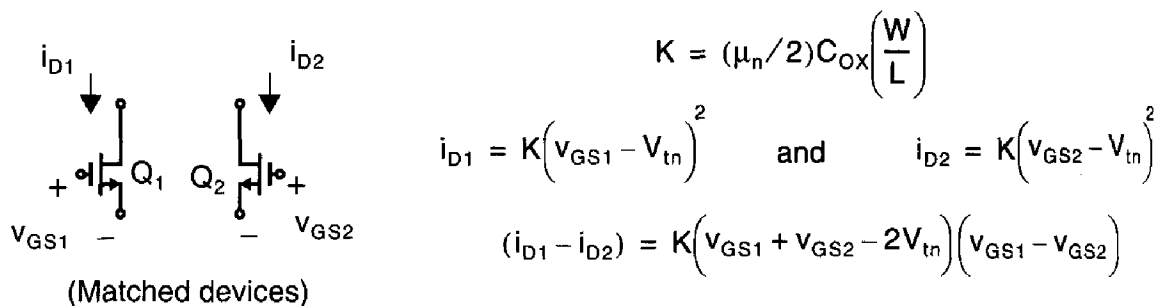 i_D1
i_D2
Q_1
Q_2
+
+
v_GS1
−
−
v_GS2
(Matched devices)
K = (μ_n/2)C_OX(W/L)
i_D1 = K(v_GS1 − V_tn)^2 and i_D2 = K(v_GS2 − V_tn)^2
(i_D1 − i_D2) = K(v_GS1 + v_GS2 − 2V_tn)(v_GS1 − v_GS2)